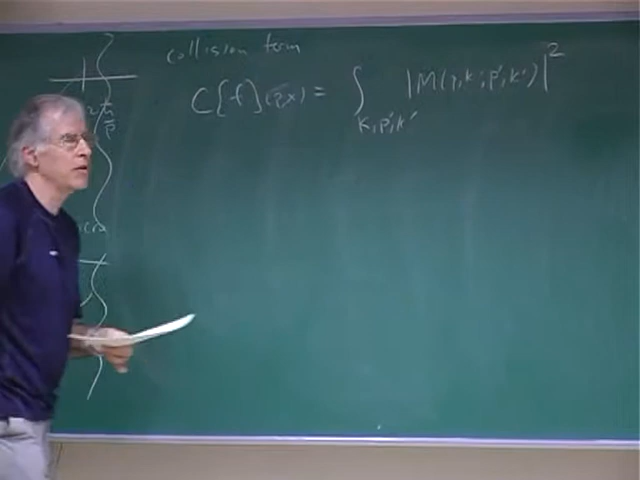 collision term
C[f](p,x) = ∫ k,p',k' |M(p,k;p',k')|²
ħ
p